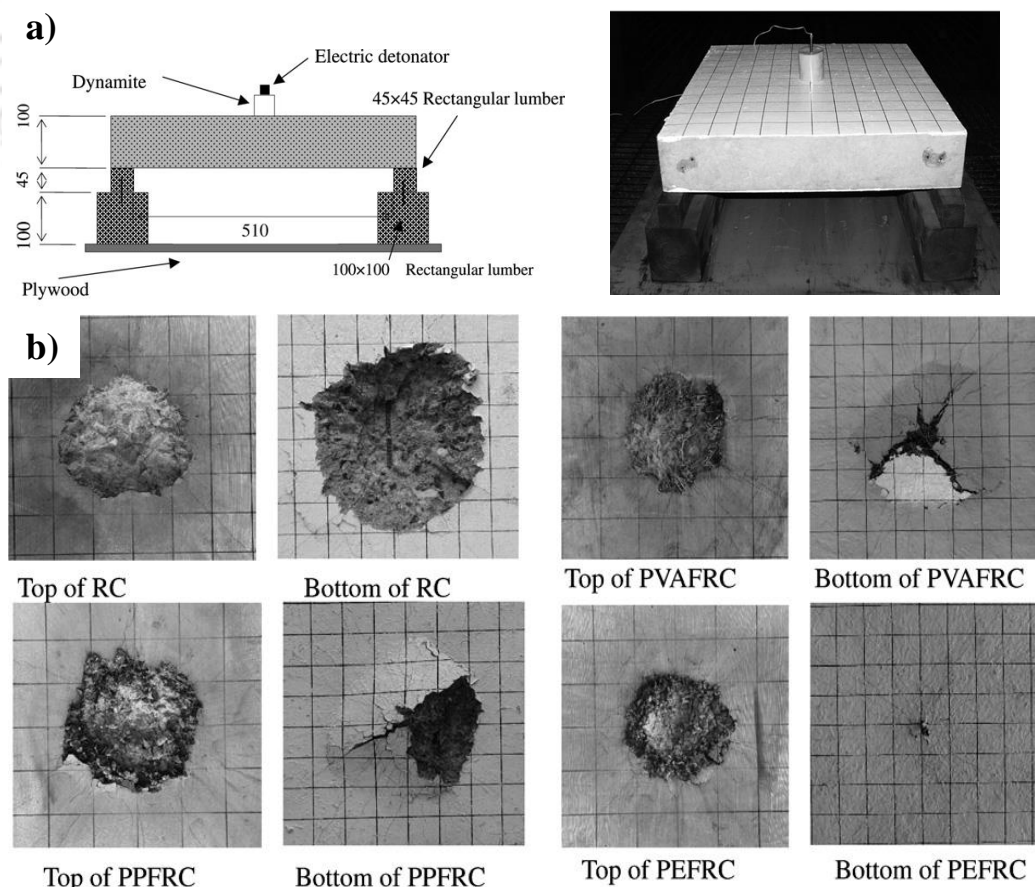 a)
Electric detonator
Dynamite
45×45 Rectangular lumber
100
45
100
510
100×100 Rectangular lumber
Plywood
b)
Top of RC
Bottom of RC
Top of PVAFRC
Bottom of PVAFRC
Top of PPFRC
Bottom of PPFRC
Top of PEFRC
Bottom of PEFRC